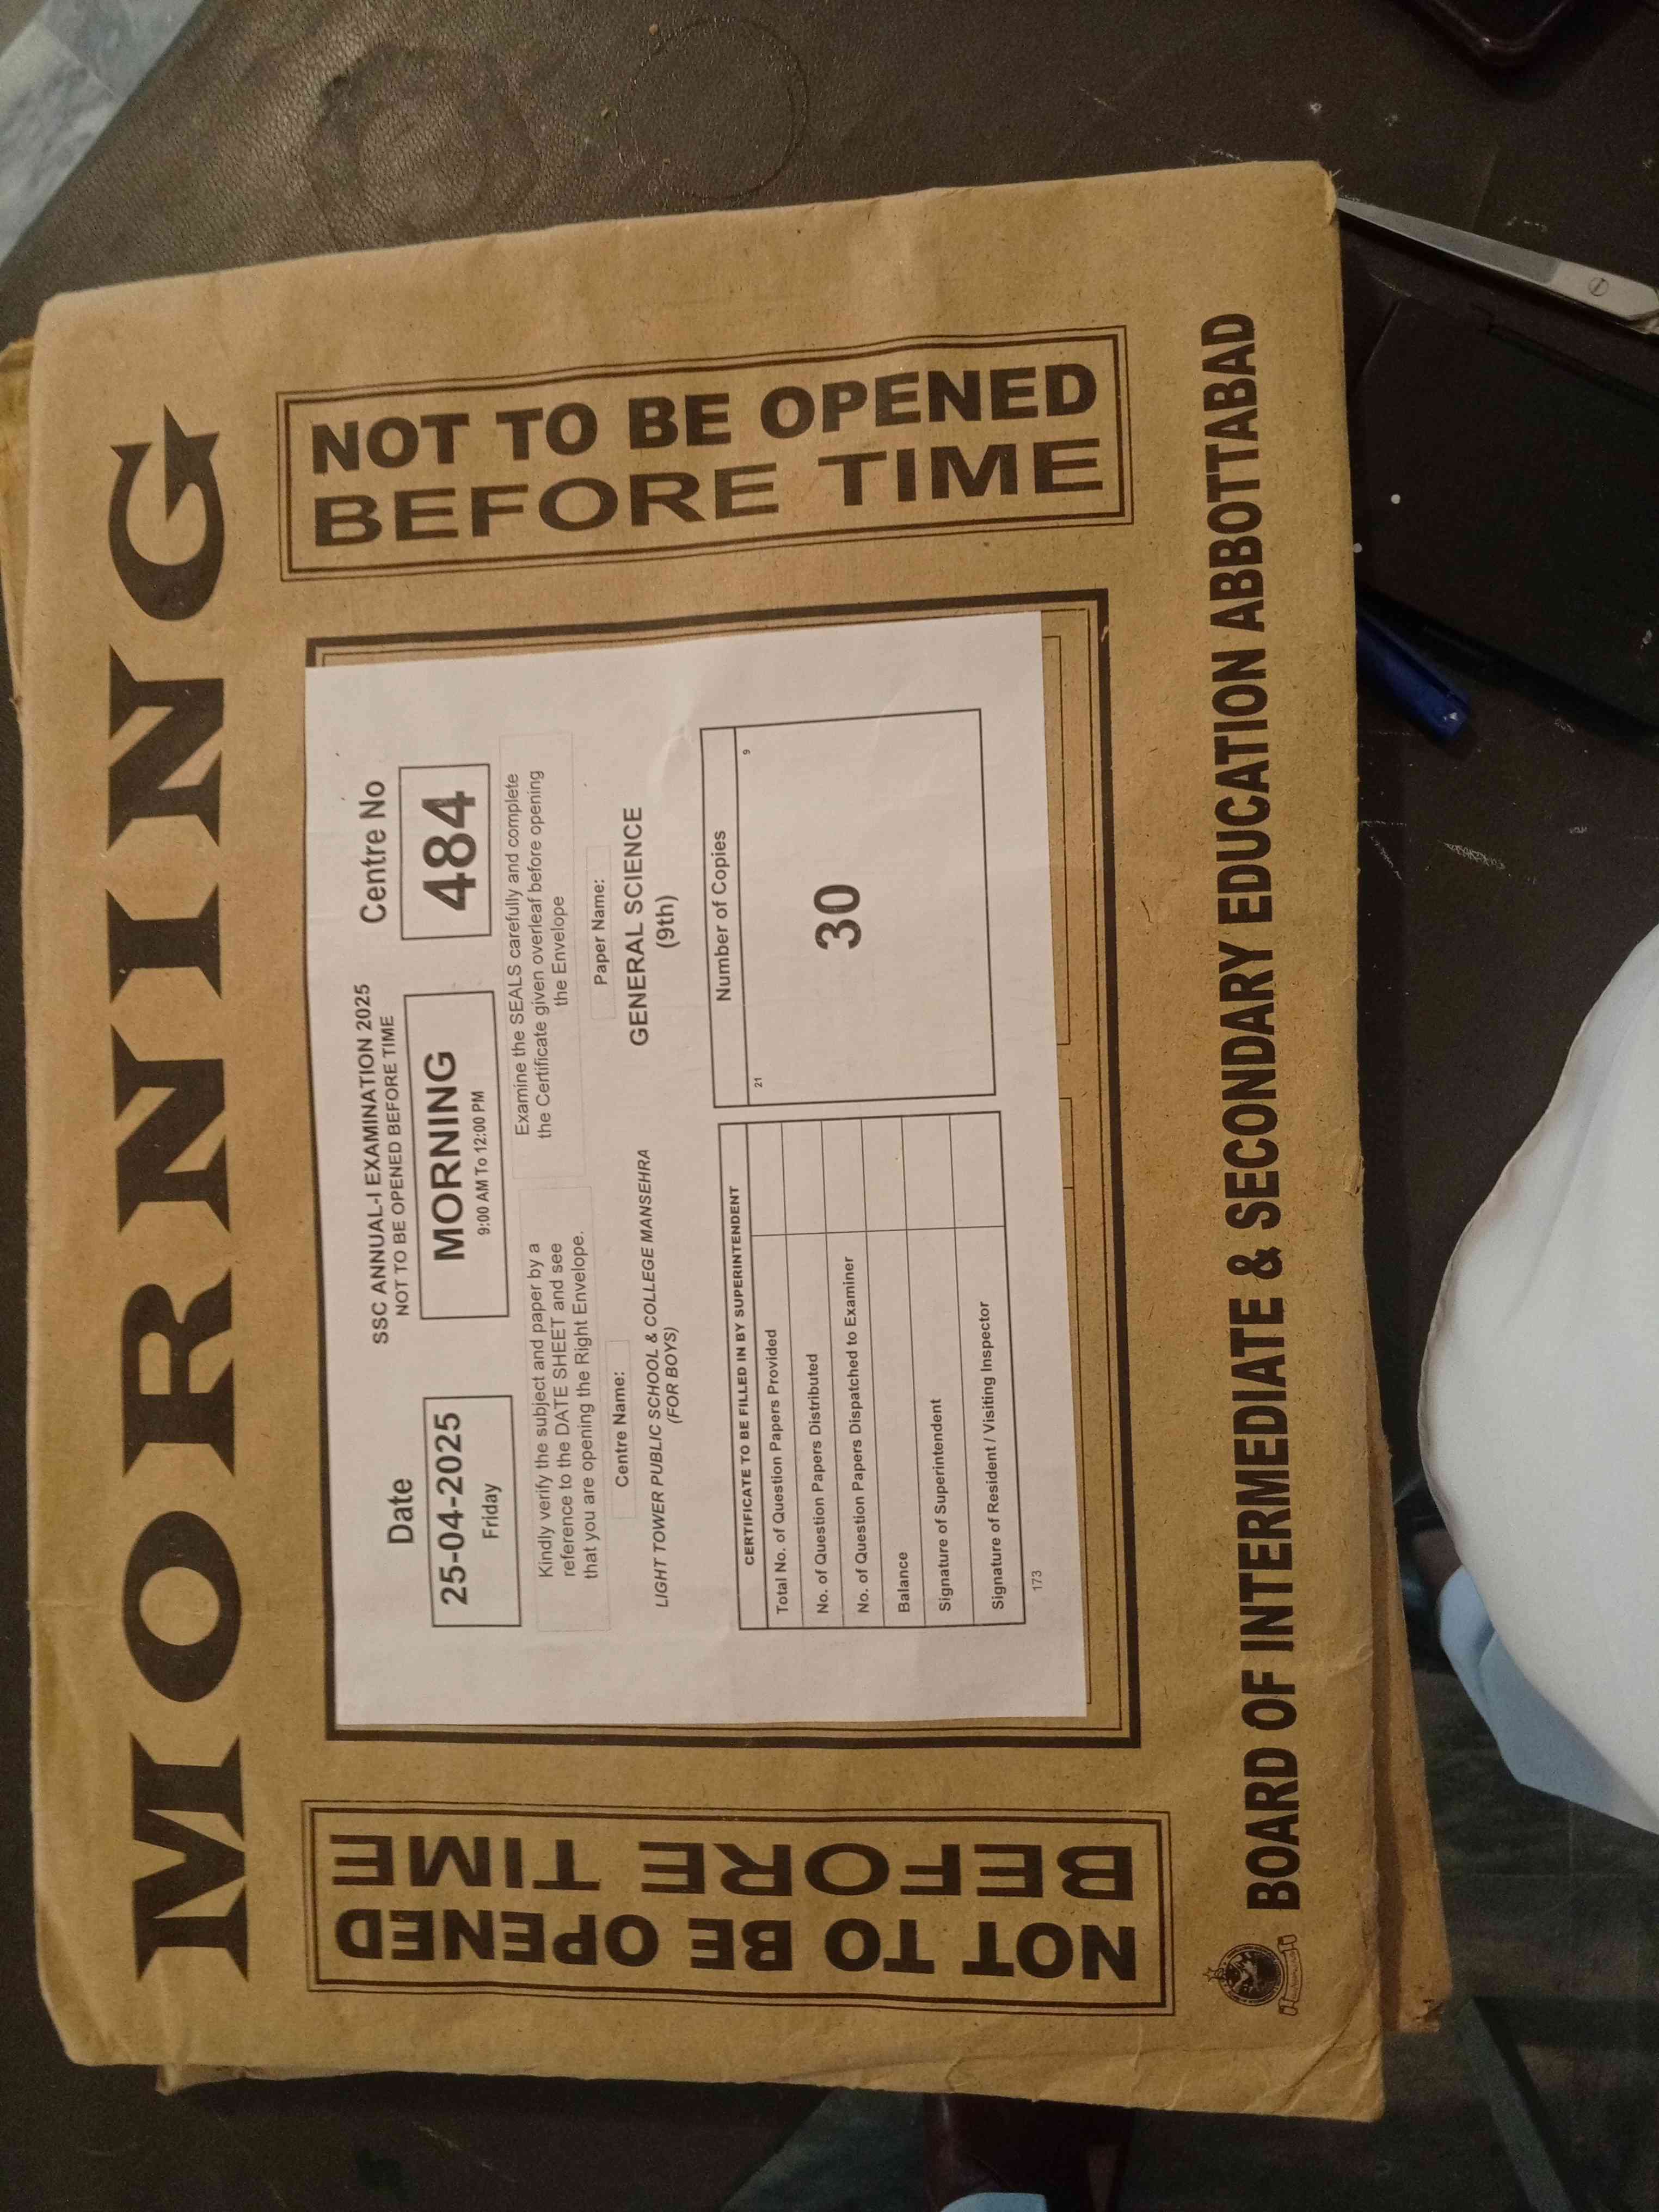 MORNING
NOT TO BE OPENED
BEFORE TIME
Date
25-04-2025
Friday
SSC ANNUAL-I EXAMINATION 2025
NOT TO BE OPENED BEFORE TIME
MORNING
9:00 AM To 12:00 PM
Centre No
484
Kindly verify the subject and paper by a
reference to the DATE SHEET and see
that you are opening the Right Envelope.
Examine the SEALS carefully and complete
the Certificate given overleaf before opening
the Envelope
Centre Name:
LIGHT TOWER PUBLIC SCHOOL & COLLEGE MANSEHRA
(FOR BOYS)
Paper Name:
GENERAL SCIENCE
(9th)
CERTIFICATE TO BE FILLED IN BY SUPERINTENDENT
Total No. of Question Papers Provided
No. of Question Papers Distributed
No. of Question Papers Dispatched to Examiner
Balance
Signature of Superintendent
Signature of Resident / Visiting Inspector
173
Number of Copies
21
9
30
NOT TO BE OPENED
BEFORE TIME
BOARD OF INTERMEDIATE & SECONDARY EDUCATION ABBOTTABAD